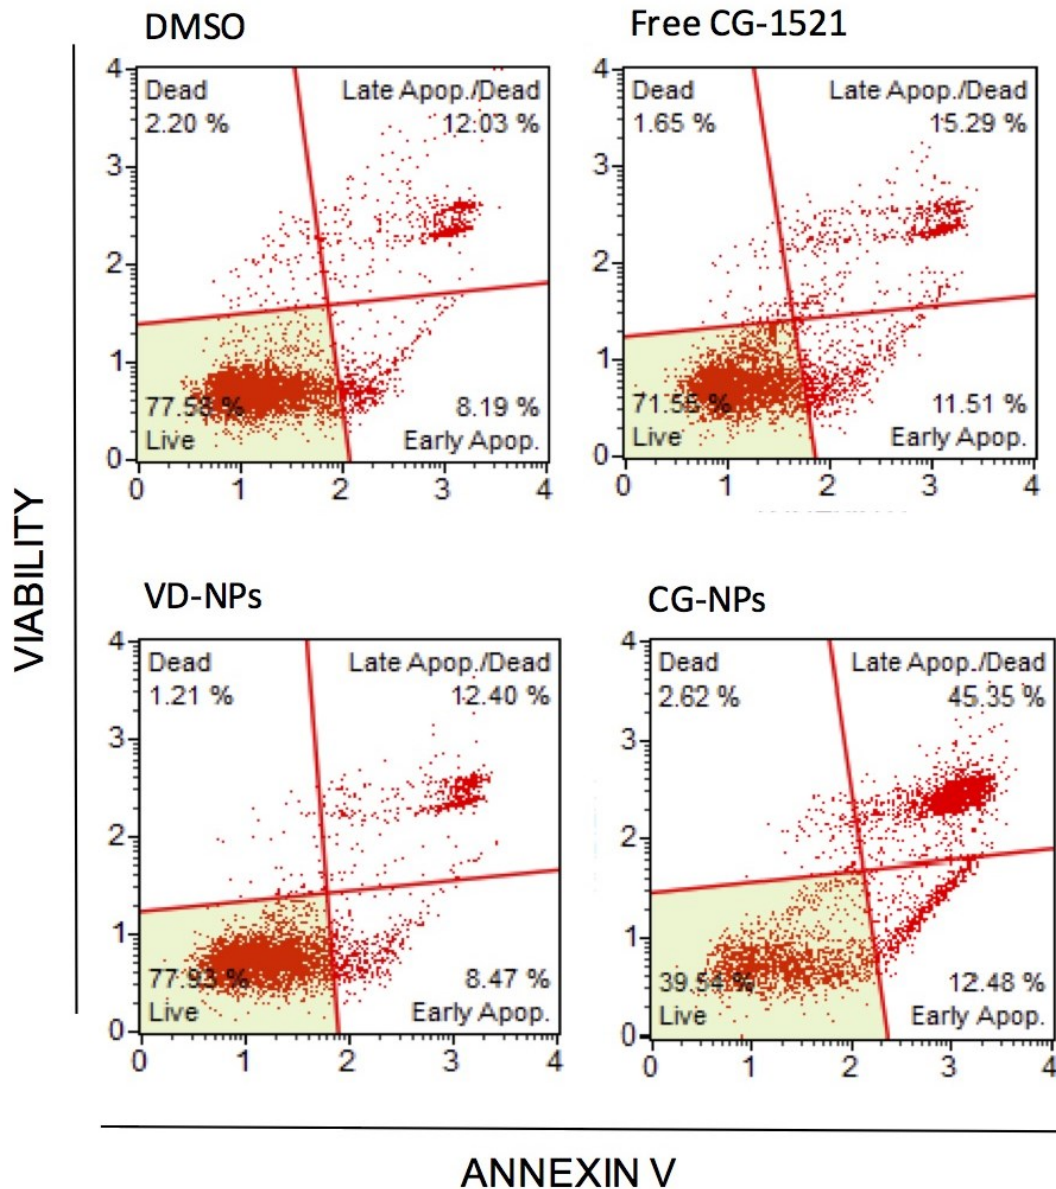 DMSO
Free CG-1521
4
3
2
1
0
Dead
Late Apop./Dead
2.20 %
12.03 %
77.58 %
8.19 %
Live
Early Apop.
0 1 2 3 4
4
3
2
1
0
Dead
Late Apop./Dead
1.65 %
15.29 %
71.55 %
11.51 %
Live
Early Apop.
0 1 2 3 4
VIABILITY
VD-NPs
CG-NPs
4
3
2
1
0
Dead
Late Apop./Dead
1.21 %
12.40 %
77.93 %
8.47 %
Live
Early Apop.
0 1 2 3 4
4
3
2
1
0
Dead
Late Apop./Dead
2.62 %
45.35 %
39.54 %
12.48 %
Live
Early Apop.
0 1 2 3 4
ANNEXIN V